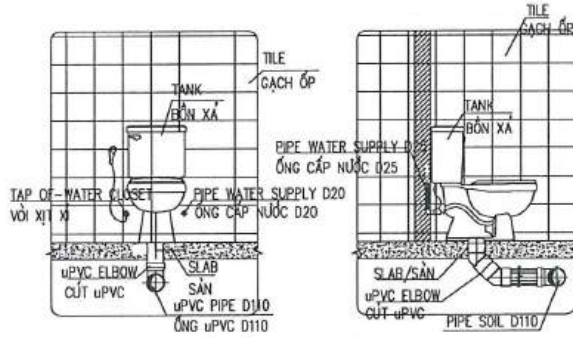 TILE
GẠCH ỐP
TANK
BỒN XẢ
TAP OF-WATER CLOSET
VÒI XỊT XÍ
PIPE WATER SUPPLY D20
ỐNG CẤP NƯỚC D20
uPVC ELBOW
CÚT uPVC
SLAB
SÀN
uPVC PIPE D110
ỐNG uPVC D110
TILE
GẠCH ỐP
TANK
BỒN XẢ
PIPE WATER SUPPLY D25
ỐNG CẤP NƯỚC D25
SLAB/SÀN
uPVC ELBOW
CÚT uPVC
PIPE SOIL D110